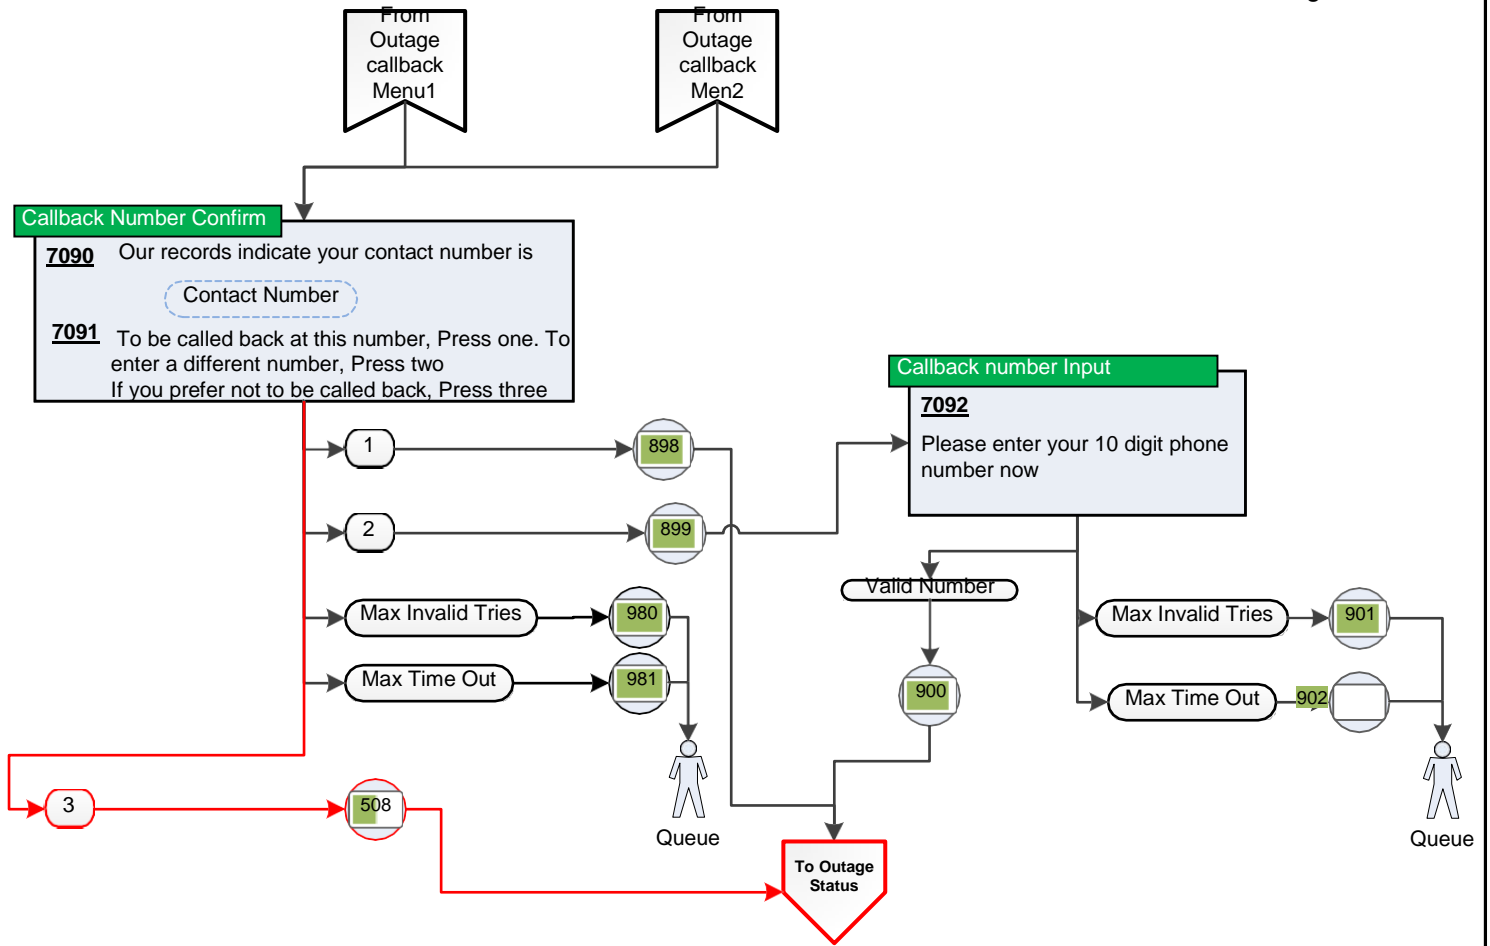 From
Outage
callback
Menu1
From
Outage
callback
Men2
Callback Number Confirm
7090 Our records indicate your contact number is
Contact Number
7091 To be called back at this number, Press one. To
enter a different number, Press two
If you prefer not to be called back, Press three
Callback number Input
7092
Please enter your 10 digit phone
number now
1
898
2
899
Valid Number
Max Invalid Tries
980
Max Invalid Tries
901
Max Time Out
981
900
Max Time Out
902
3
508
Queue
Queue
To Outage
Status